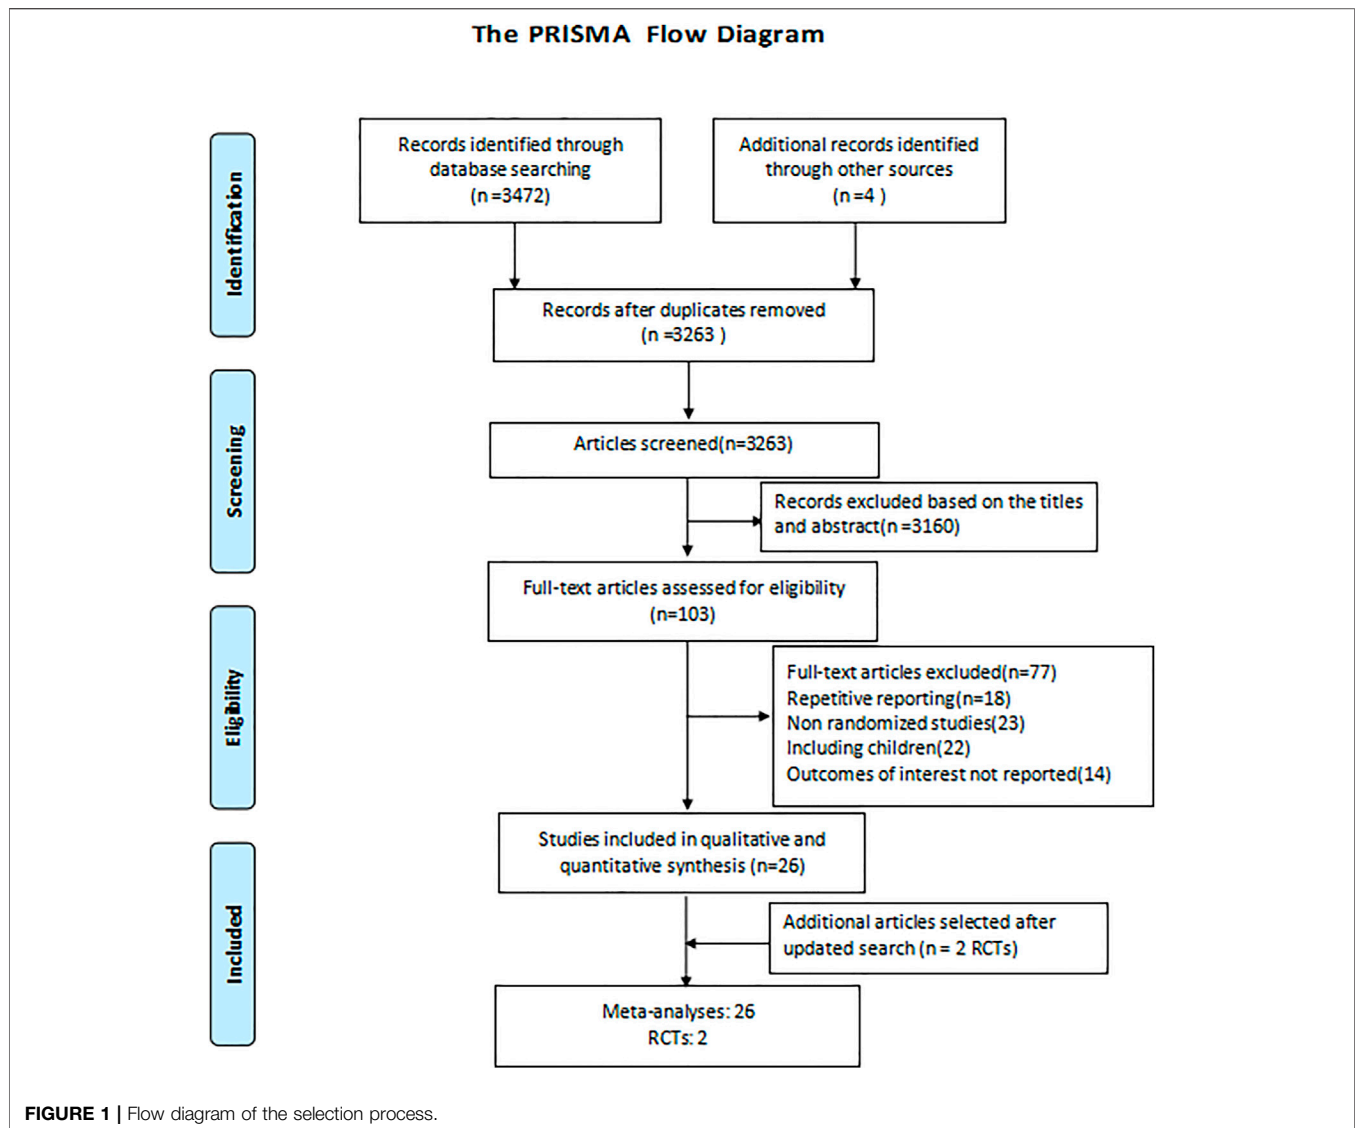 The PRISMA Flow Diagram
Identification
Records identified through
database searching
(n =3472)
Additional records identified
through other sources
(n =4 )
Records after duplicates removed
(n =3263 )
Screening
Articles screened(n=3263)
Records excluded based on the titles
and abstract(n =3160)
Full-text articles assessed for eligibility
(n=103)
Eligibility
Full-text articles excluded(n=77)
Repetitive reporting(n=18)
Non randomized studies(23)
Including children(22)
Outcomes of interest not reported(14)
Studies included in qualitative and
quantitative synthesis (n=26)
Included
Additional articles selected after
updated search (n = 2 RCTs)
Meta-analyses: 26
RCTs: 2
FIGURE 1 | Flow diagram of the selection process.